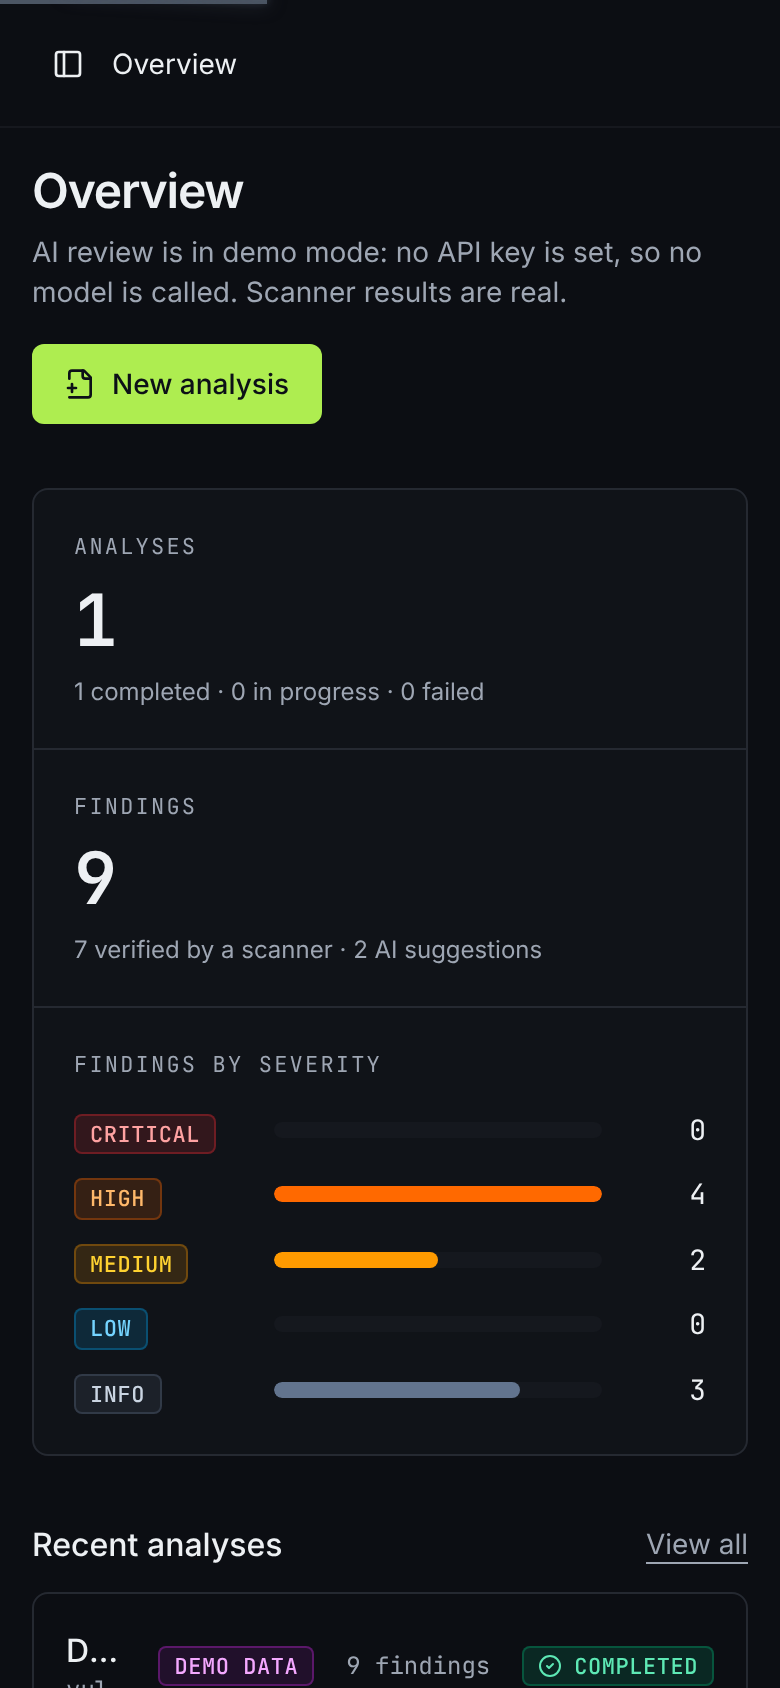 Overview
Overview
AI review is in demo mode: no API key is set, so no
model is called. Scanner results are real.
New analysis
ANALYSES
1
1 completed · 0 in progress · 0 failed
FINDINGS
9
7 verified by a scanner · 2 AI suggestions
FINDINGS BY SEVERITY
CRITICAL 0
HIGH 4
MEDIUM 2
LOW 0
INFO 3
Recent analyses View all
D... DEMO DATA 9 findings COMPLETED